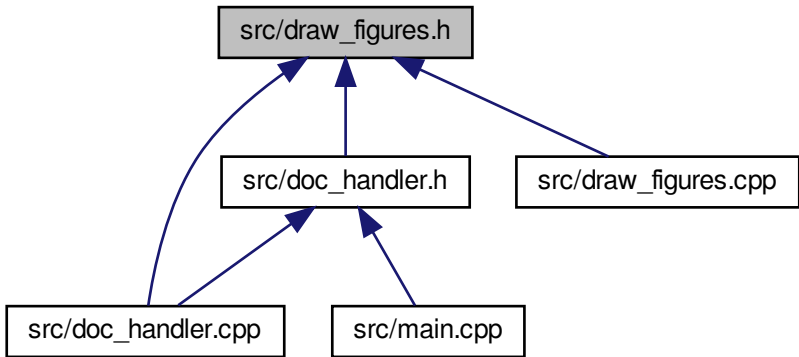 src/draw_figures.h
src/doc_handler.h
src/draw_figures.cpp
src/doc_handler.cpp
src/main.cpp